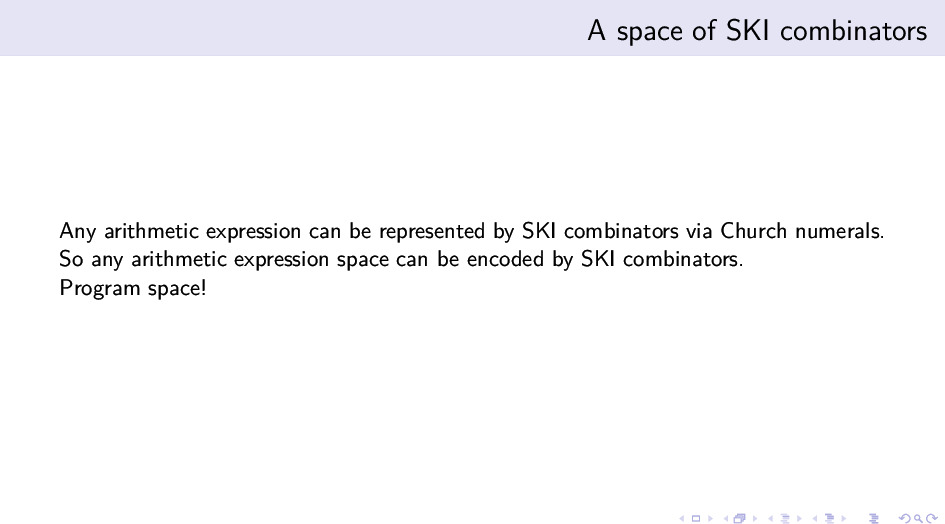 A space of SKI combinators
Any arithmetic expression can be represented by SKI combinators via Church numerals.
So any arithmetic expression space can be encoded by SKI combinators.
Program space!